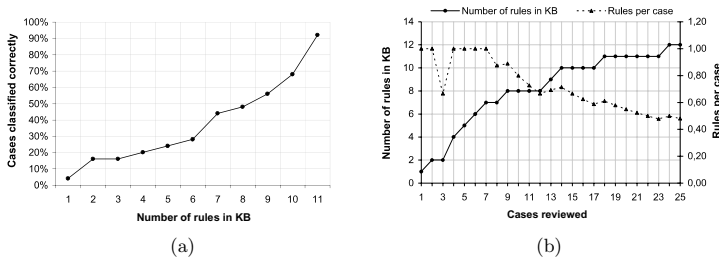 Number of rules in KB
Rules per case
100%
90%
80%
70%
60%
50%
40%
30%
20%
10%
0%
Cases classified correctly
1 2 3 4 5 6 7 8 9 10 11
Number of rules in KB
(a)
14
12
10
8
6
4
2
0
Number of rules in KB
1,20
1,00
0,80
0,60
0,40
0,20
0,00
Rules per case
1 3 5 7 9 11 13 15 17 19 21 23 25
Cases reviewed
(b)